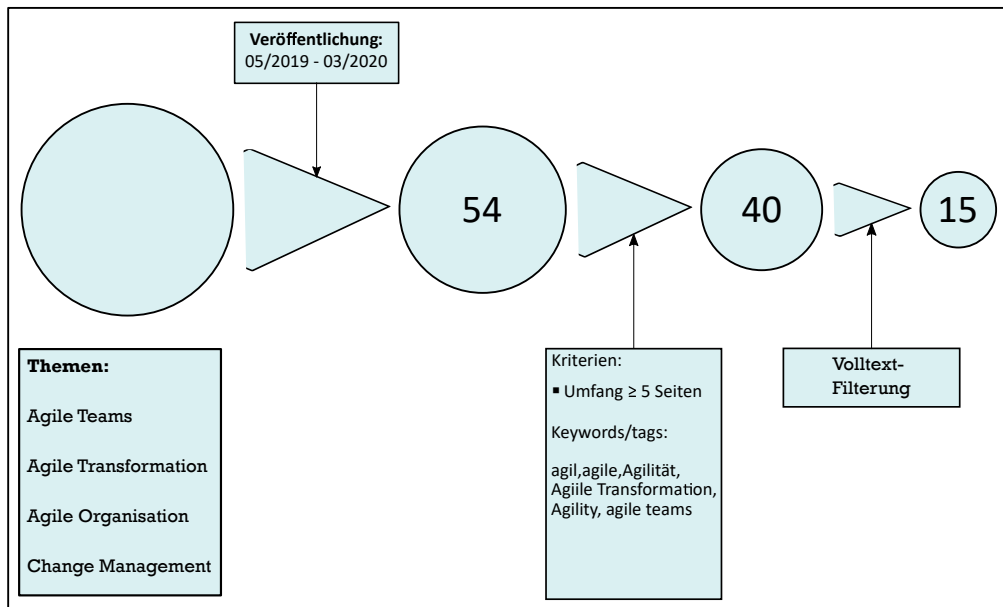 Veröffentlichung:
05/2019 - 03/2020
54
40
15
Themen:
Agile Teams
Agile Transformation
Agile Organisation
Change Management
Kriterien:
▪ Umfang ≥ 5 Seiten
Keywords/tags:
agil,agile,Agilität,
Agiile Transformation,
Agility, agile teams
Volltext-
Filterung